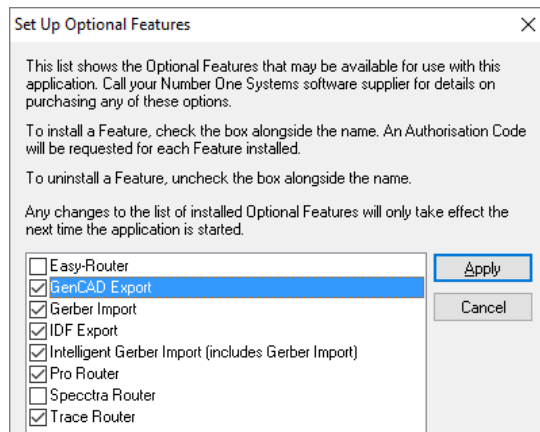 Set Up Optional Features
This list shows the Optional Features that may be available for use with this
application. Call your Number One Systems software supplier for details on
purchasing any of these options.
To install a Feature, check the box alongside the name. An Authorisation Code
will be requested for each Feature installed.
To uninstall a Feature, uncheck the box alongside the name.
Any changes to the list of installed Optional Features will only take effect the
next time the application is started.
Easy-Router
GenCAD Export
Gerber Import
IDF Export
Intelligent Gerber Import (includes Gerber Import)
Pro Router
Specctra Router
Trace Router
Apply
Cancel